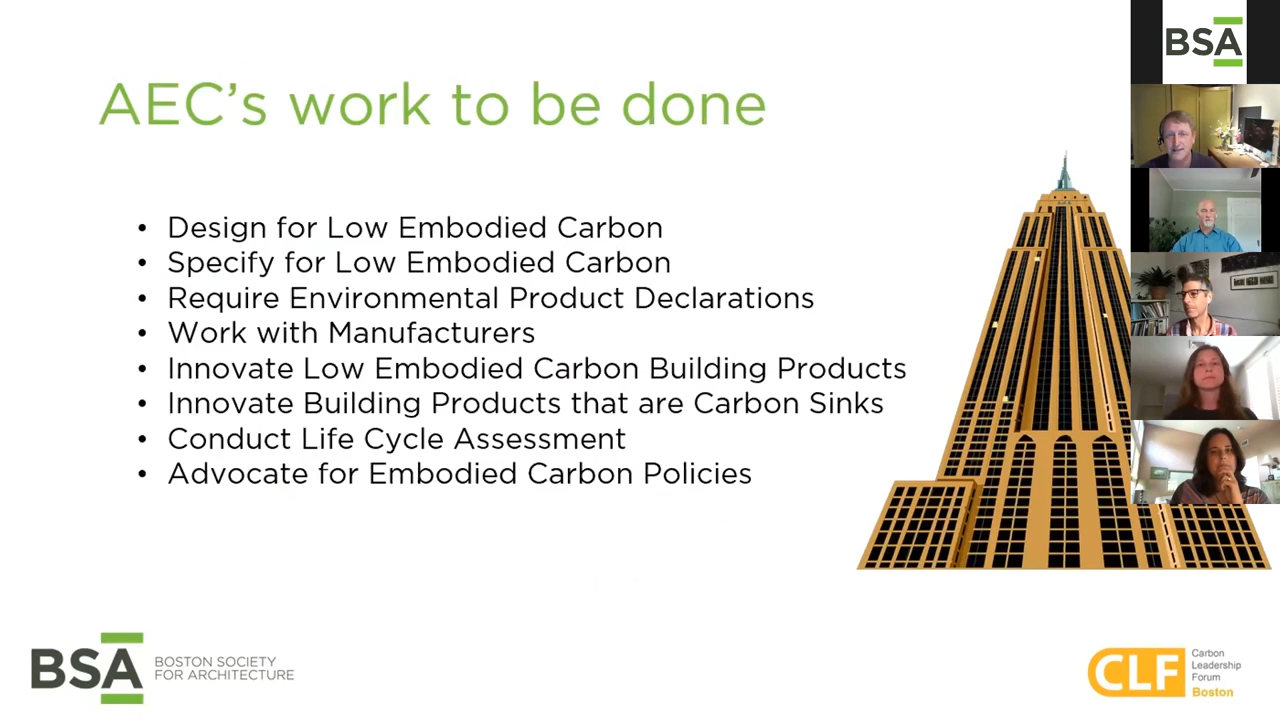 AEC's work to be done
• Design for Low Embodied Carbon
• Specify for Low Embodied Carbon
• Require Environmental Product Declarations
• Work with Manufacturers
• Innovate Low Embodied Carbon Building Products
• Innovate Building Products that are Carbon Sinks
• Conduct Life Cycle Assessment
• Advocate for Embodied Carbon Policies
BSA
BSA
BOSTON SOCIETY
FOR ARCHITECTURE
CLF
Carbon
Leadership
Forum
Boston